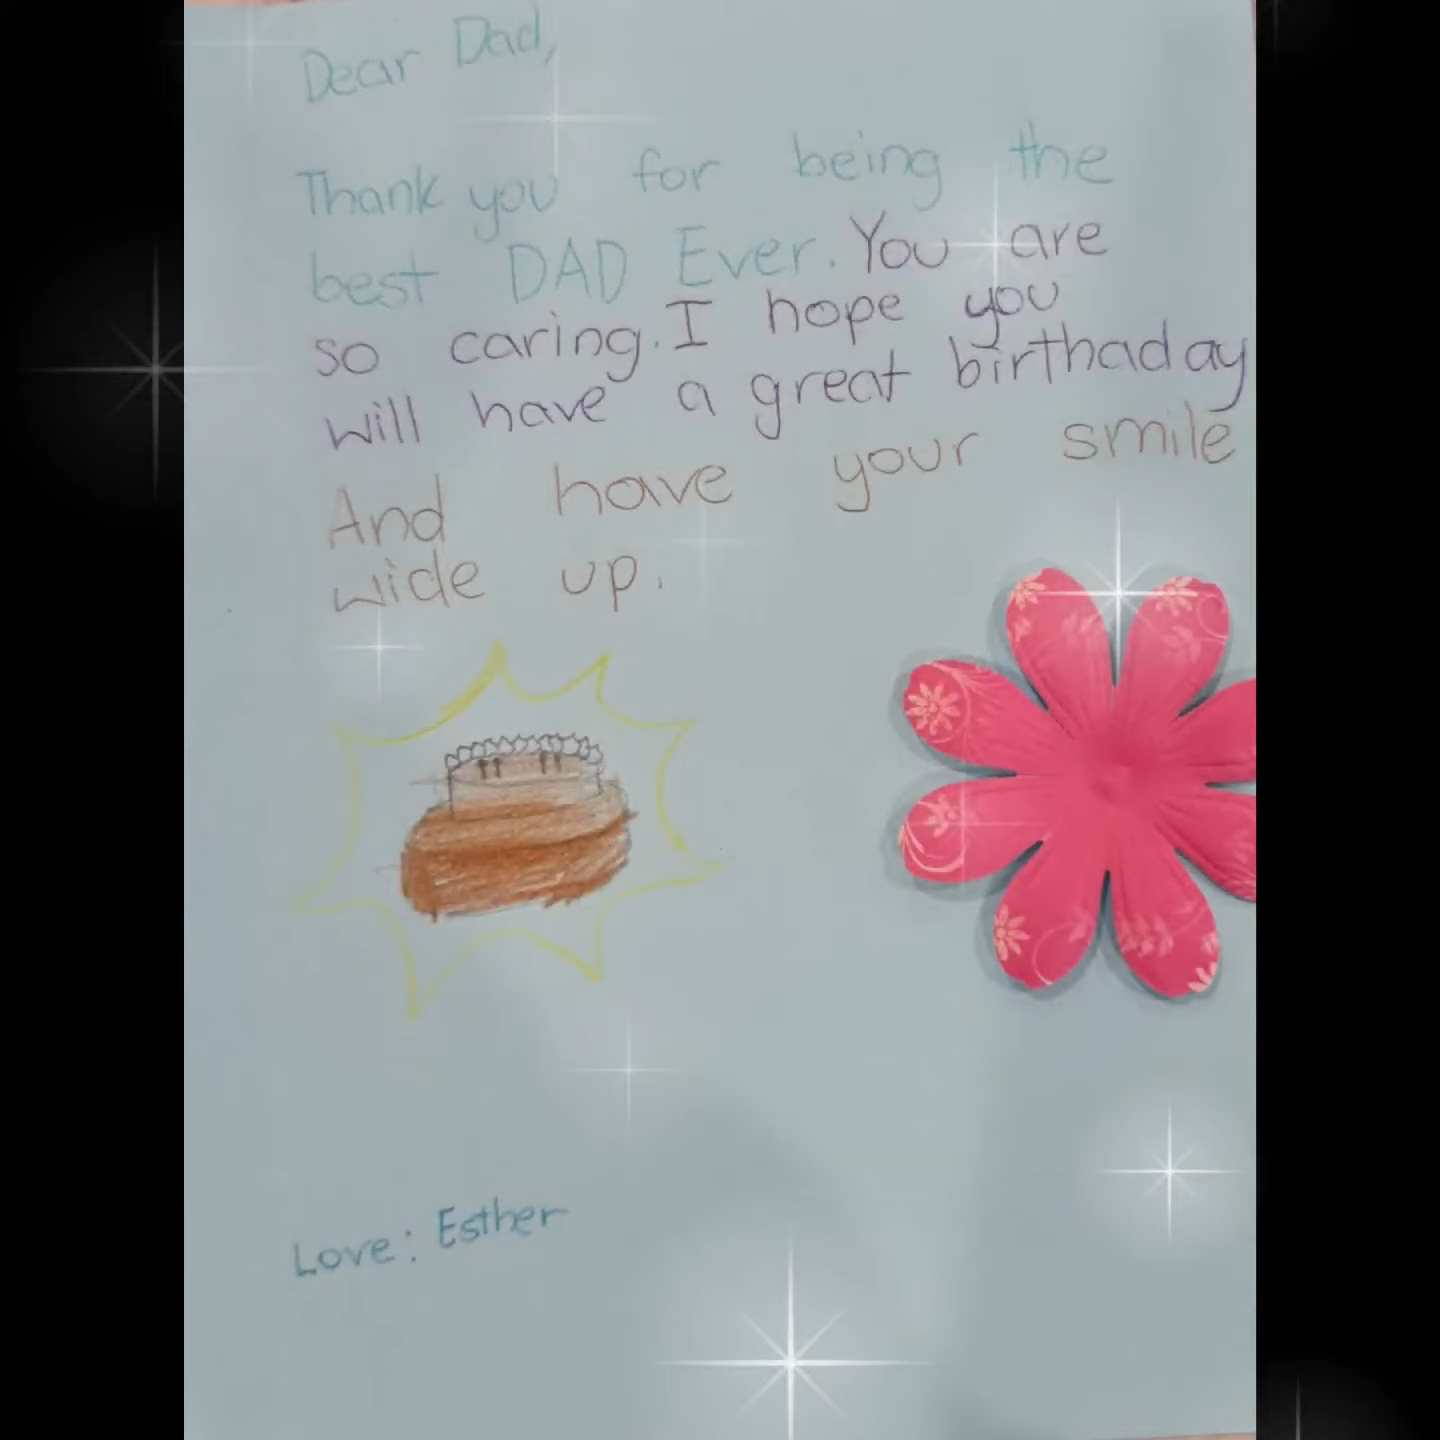 Dear Dad,
Thank you for being the
best DAD Ever. You are
so caring. I hope you
will have a great birthaday
And have your smile
wide up.
Love: Esther